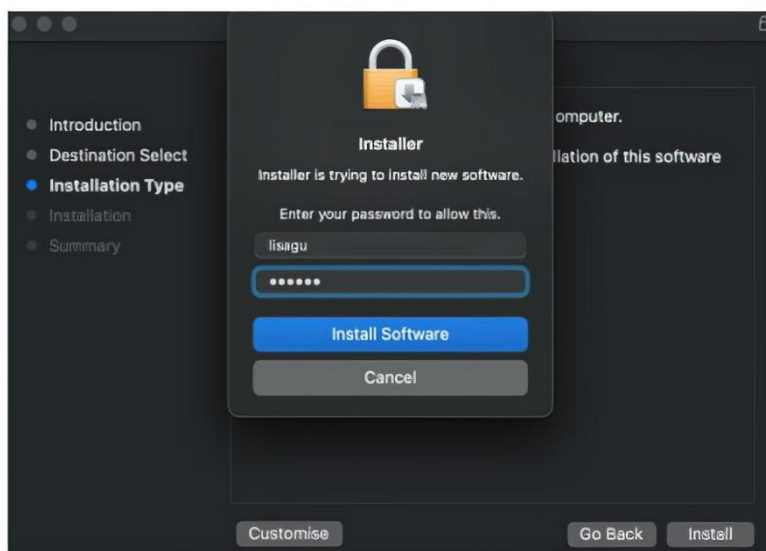 Introduction
Destination Select
Installation Type
Installation
Summary
omputer.
llation of this software
Installer
Installer is trying to install new software.
Enter your password to allow this.
lisagu
••••••
Install Software
Cancel
Customise
Go Back
Install